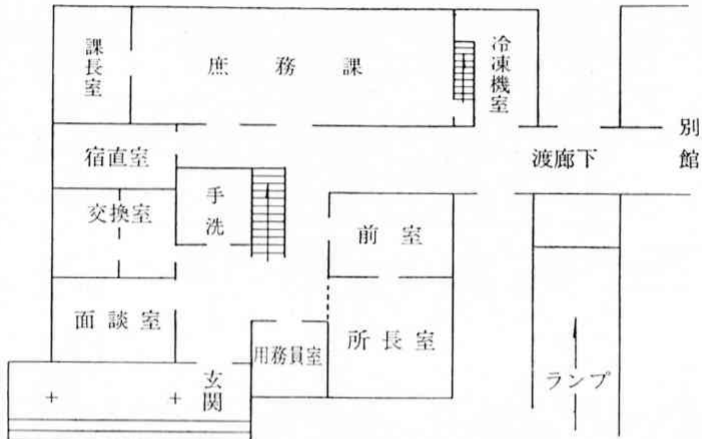 課長室
庶務課
冷凍機室
別館
宿直室
渡廊下
手洗
交換室
前室
面談室
用務員室
所長室
玄関
ランプ